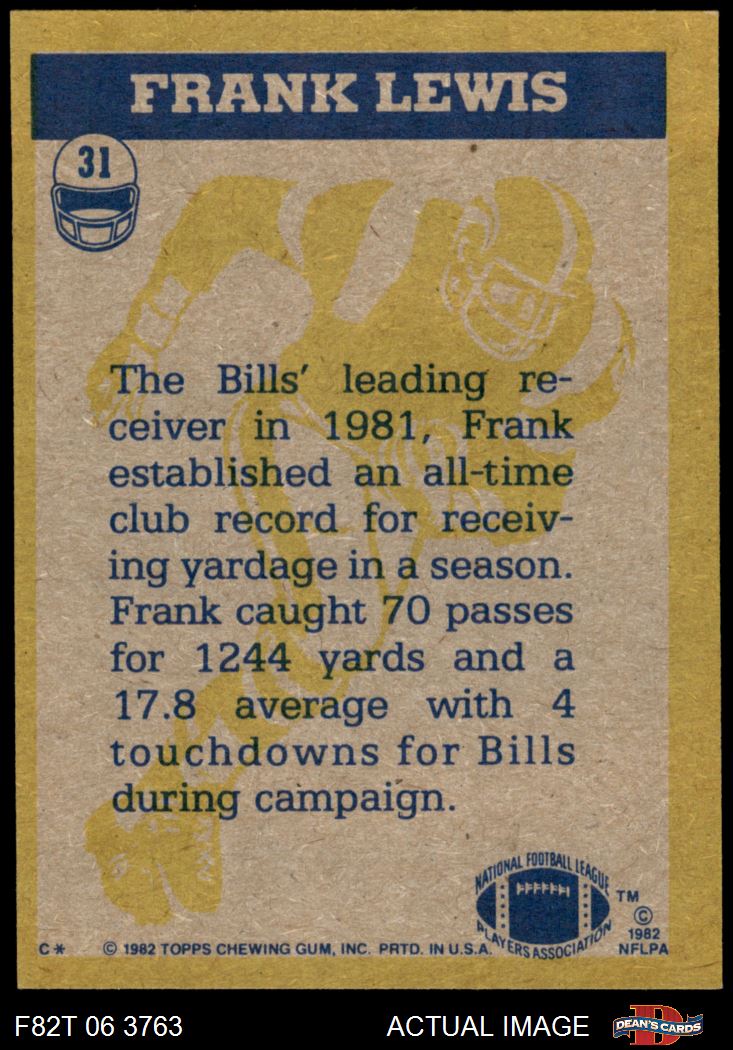 FRANK LEWIS
31
The Bills' leading re-
ceiver in 1981, Frank
established an all-time
club record for receiv-
ing yardage in a season.
Frank caught 70 passes
for 1244 yards and a
17.8 average with 4
touchdowns for Bills
during campaign.
NATIONAL FOOTBALL LEAGUE
PLAYERS ASSOCIATION
TM
©
1982
NFLPA
C* © 1982 TOPPS CHEWING GUM, INC. PRTD. IN U.S.A.
F82T 06 3763 ACTUAL IMAGE
D
DEAN'S CARDS